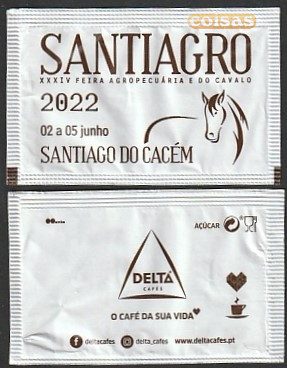 coisas
SANTIAGRO
XXXIV FEIRA AGROPECUÁRIA E DO CAVALO
2022
02 a 05 junho
SANTIAGO DO CACÉM
AÇÚCAR
DELTA
CAFÉS
O CAFÉ DA SUA VIDA
deltacafes
delta_cafes
www.deltacafes.pt